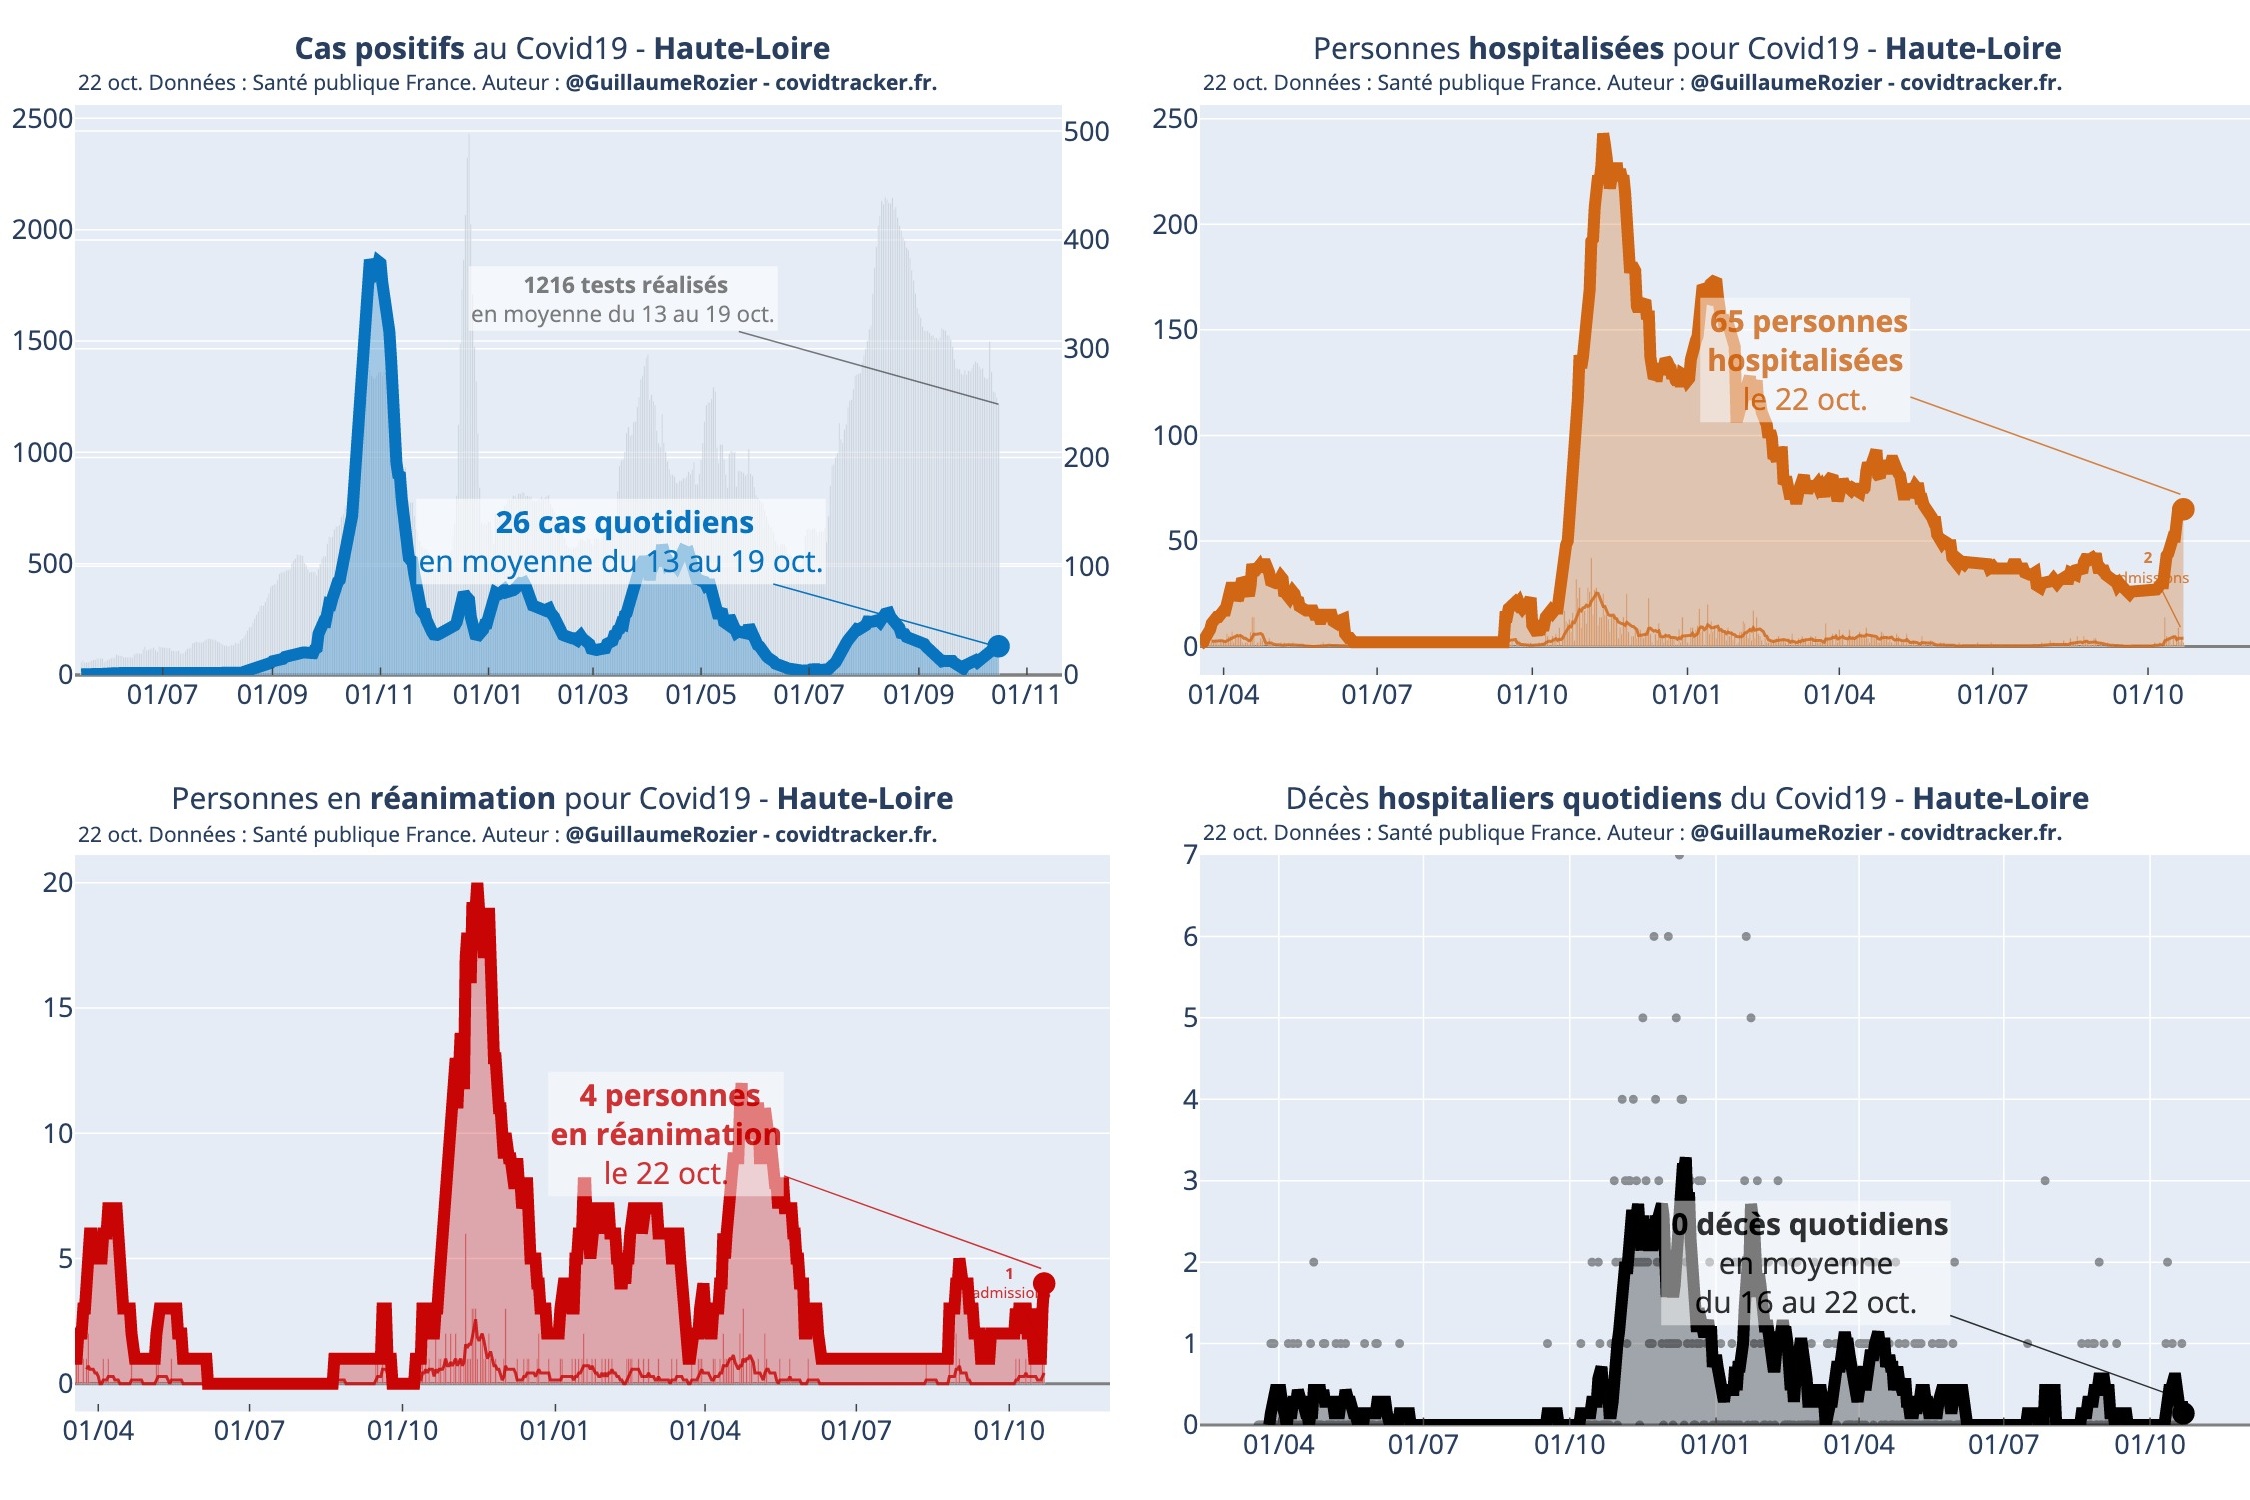 Cas positifs au Covid19 - Haute-Loire
22 oct. Données : Santé publique France. Auteur : @GuillaumeRozier - covidtracker.fr.
2500
2000
1500
1000
500
0
500
400
300
200
100
0
1216 tests réalisés
en moyenne du 13 au 19 oct.
26 cas quotidiens
en moyenne du 13 au 19 oct.
01/07 01/09 01/11 01/01 01/03 01/05 01/07 01/09 01/11
Personnes hospitalisées pour Covid19 - Haute-Loire
22 oct. Données : Santé publique France. Auteur : @GuillaumeRozier - covidtracker.fr.
250
200
150
100
50
0
65 personnes
hospitalisées
le 22 oct.
2
admissions
01/04 01/07 01/10 01/01 01/04 01/07 01/10
Personnes en réanimation pour Covid19 - Haute-Loire
22 oct. Données : Santé publique France. Auteur : @GuillaumeRozier - covidtracker.fr.
20
15
10
5
0
4 personnes
en réanimation
le 22 oct.
1
admissions
01/04 01/07 01/10 01/01 01/04 01/07 01/10
Décès hospitaliers quotidiens du Covid19 - Haute-Loire
22 oct. Données : Santé publique France. Auteur : @GuillaumeRozier - covidtracker.fr.
7
6
5
4
3
2
1
0
0 décès quotidiens
en moyenne
du 16 au 22 oct.
01/04 01/07 01/10 01/01 01/04 01/07 01/10